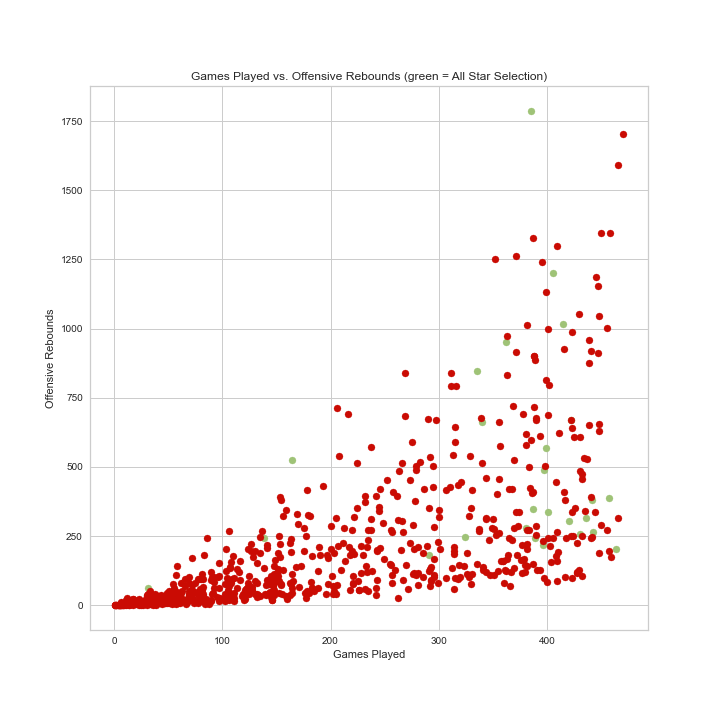 Games Played vs. Offensive Rebounds (green = All Star Selection)
1750
1500
1250
1000
750
500
250
0
Offensive Rebounds
0 100 200 300 400
Games Played